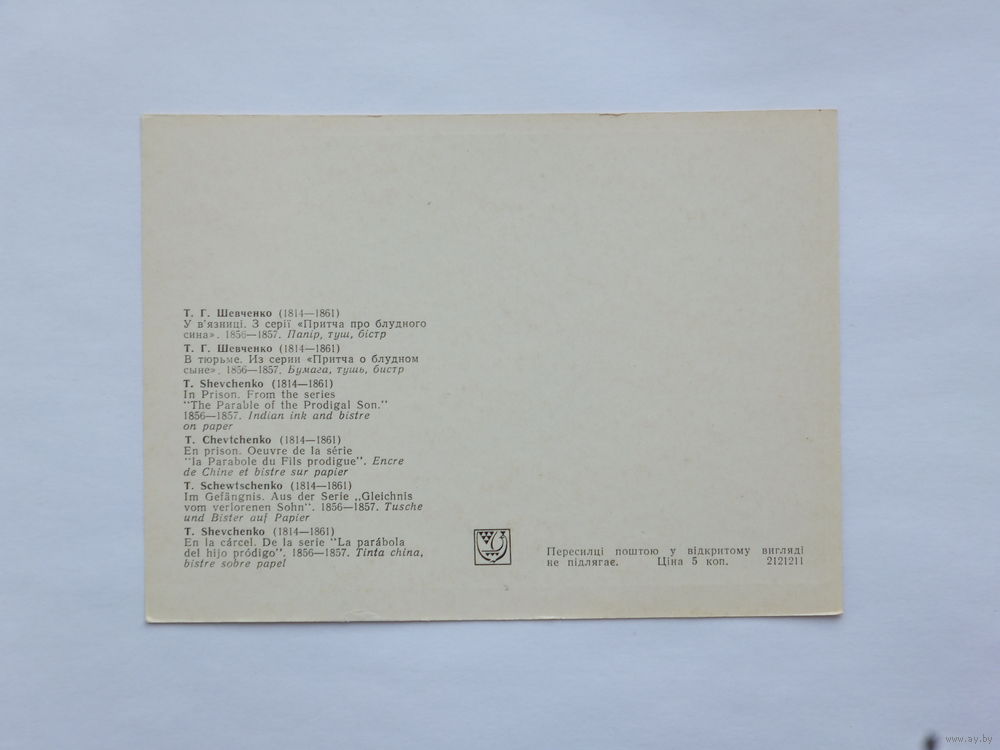 Т. Г. Шевченко (1814—1861)
У в'язниці. З серії «Притча про блудного
сина». 1856—1857. Папір, туш, бістр
Т. Г. Шевченко (1814—1861)
В тюрьме. Из серии «Притча о блудном
сыне». 1856—1857. Бумага, тушь, бистр
T. Shevchenko (1814—1861)
In Prison. From the series
"The Parable of the Prodigal Son."
1856—1857. Indian ink and bistre
on paper
T. Chevtchenko (1814—1861)
En prison. Oeuvre de la série
"la Parabole du Fils prodigue". Encre
de Chine et bistre sur papier
T. Schewtschenko (1814—1861)
Im Gefängnis. Aus der Serie „Gleichnis
vom verlorenen Sohn". 1856—1857. Tusche
und Bister auf Papier
T. Shevchenko (1814—1861)
En la cárcel. De la serie "La parábola
del hijo pródigo". 1856—1857. Tinta china,
bistre sobre papel
Пересилці поштою у відкритому вигляді
не підлягає. Ціна 5 коп. 2121211
www.ay.by